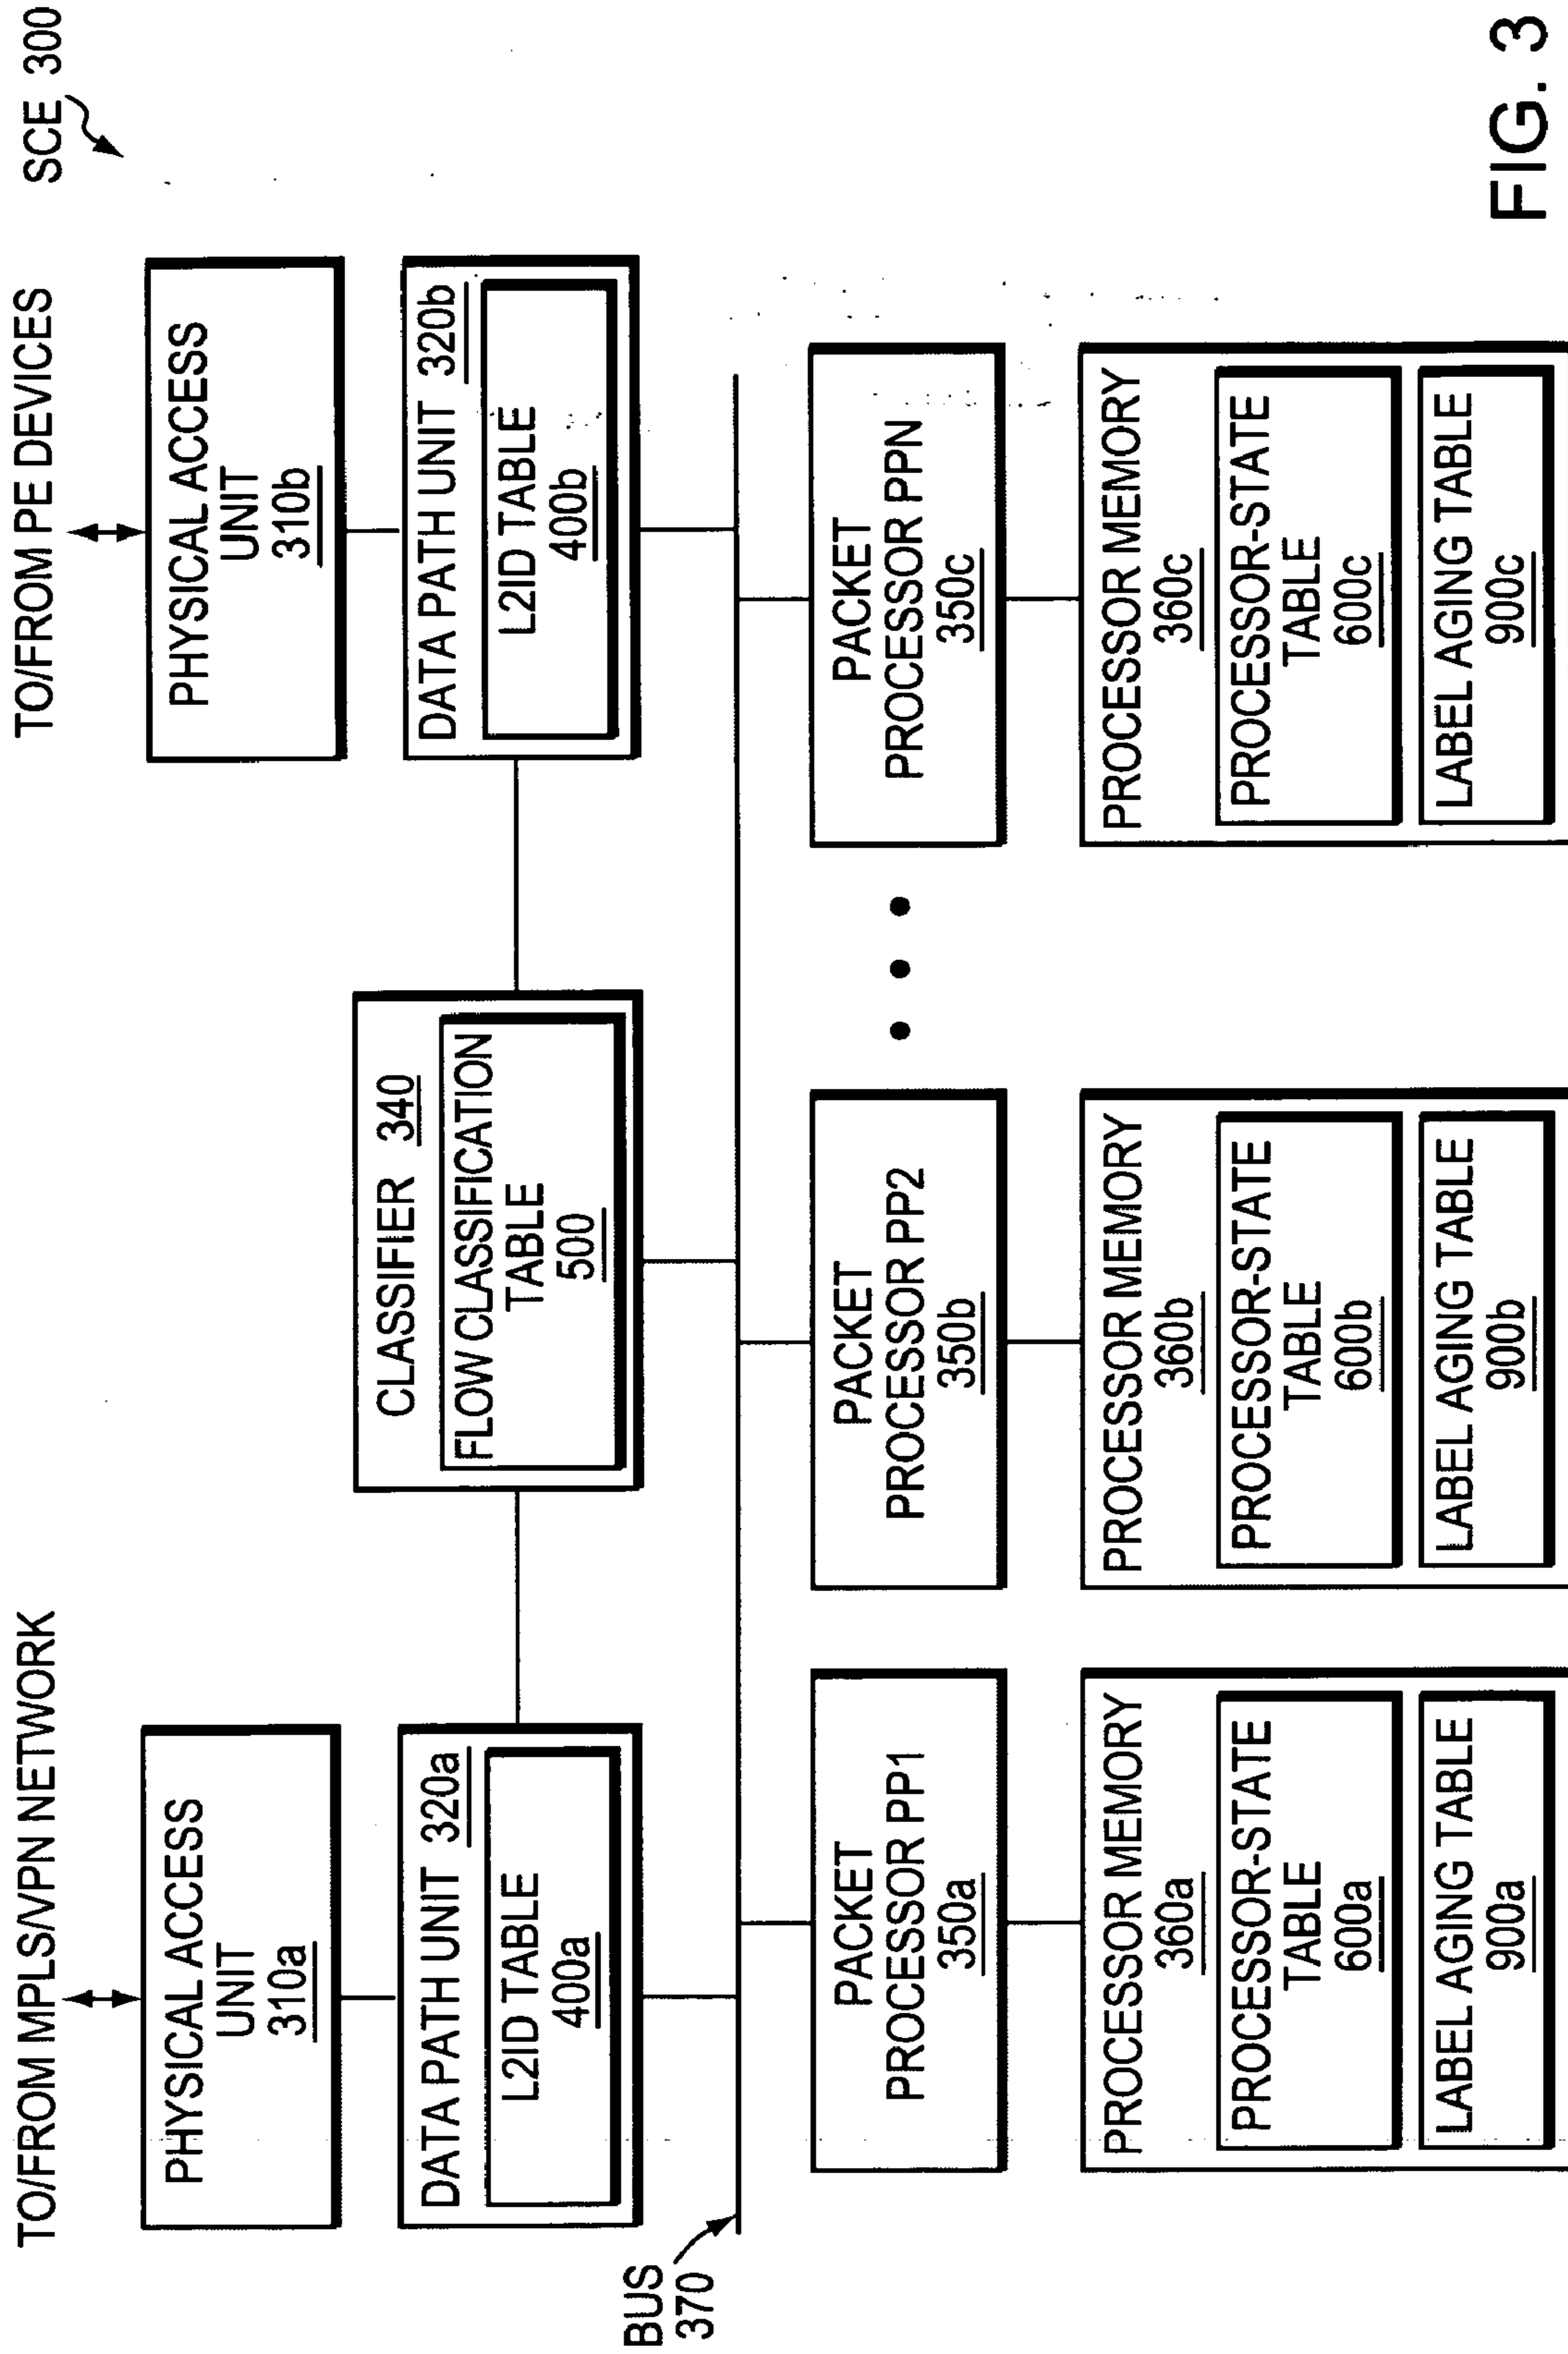 SCE 300
TO/FROM MPLS/VPN NETWORK
TO/FROM PE DEVICES
PHYSICAL ACCESS
UNIT
310a
PHYSICAL ACCESS
UNIT
310b
DATA PATH UNIT 320a
L2ID TABLE
400a
CLASSIFIER 340
FLOW CLASSIFICATION
TABLE
500
DATA PATH UNIT 320b
L2ID TABLE
400b
BUS
370
PACKET
PROCESSOR PP1
350a
PACKET
PROCESSOR PP2
350b
PACKET
PROCESSOR PPN
350c
PROCESSOR MEMORY
360a
PROCESSOR-STATE
TABLE
600a
LABEL AGING TABLE
900a
PROCESSOR MEMORY
360b
PROCESSOR-STATE
TABLE
600b
LABEL AGING TABLE
900b
PROCESSOR MEMORY
360c
PROCESSOR-STATE
TABLE
600c
LABEL AGING TABLE
900c
FIG. 3